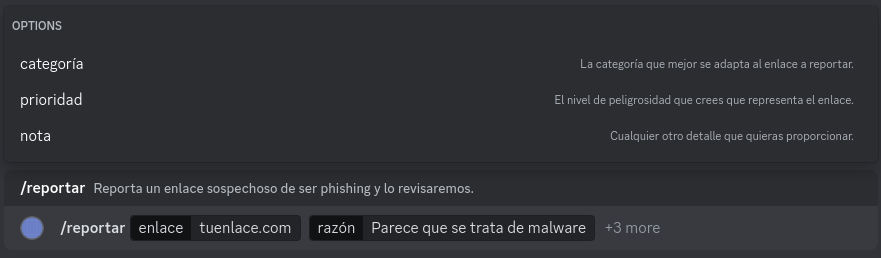 OPTIONS
categoría La categoría que mejor se adapta al enlace a reportar.
prioridad El nivel de peligrosidad que crees que representa el enlace.
nota Cualquier otro detalle que quieras proporcionar.
/reportar Reporta un enlace sospechoso de ser phishing y lo revisaremos.
/reportar enlace tuenlace.com razón Parece que se trata de malware +3 more